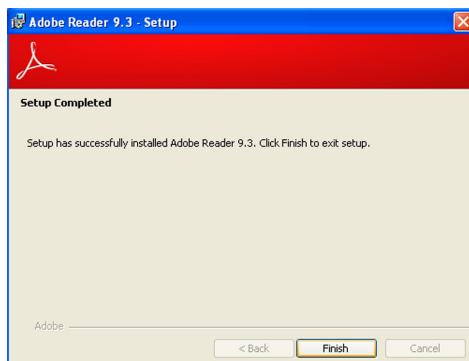 Adobe Reader 9.3 - Setup
Setup Completed
Setup has successfully installed Adobe Reader 9.3. Click Finish to exit setup.
Adobe
< Back Finish Cancel